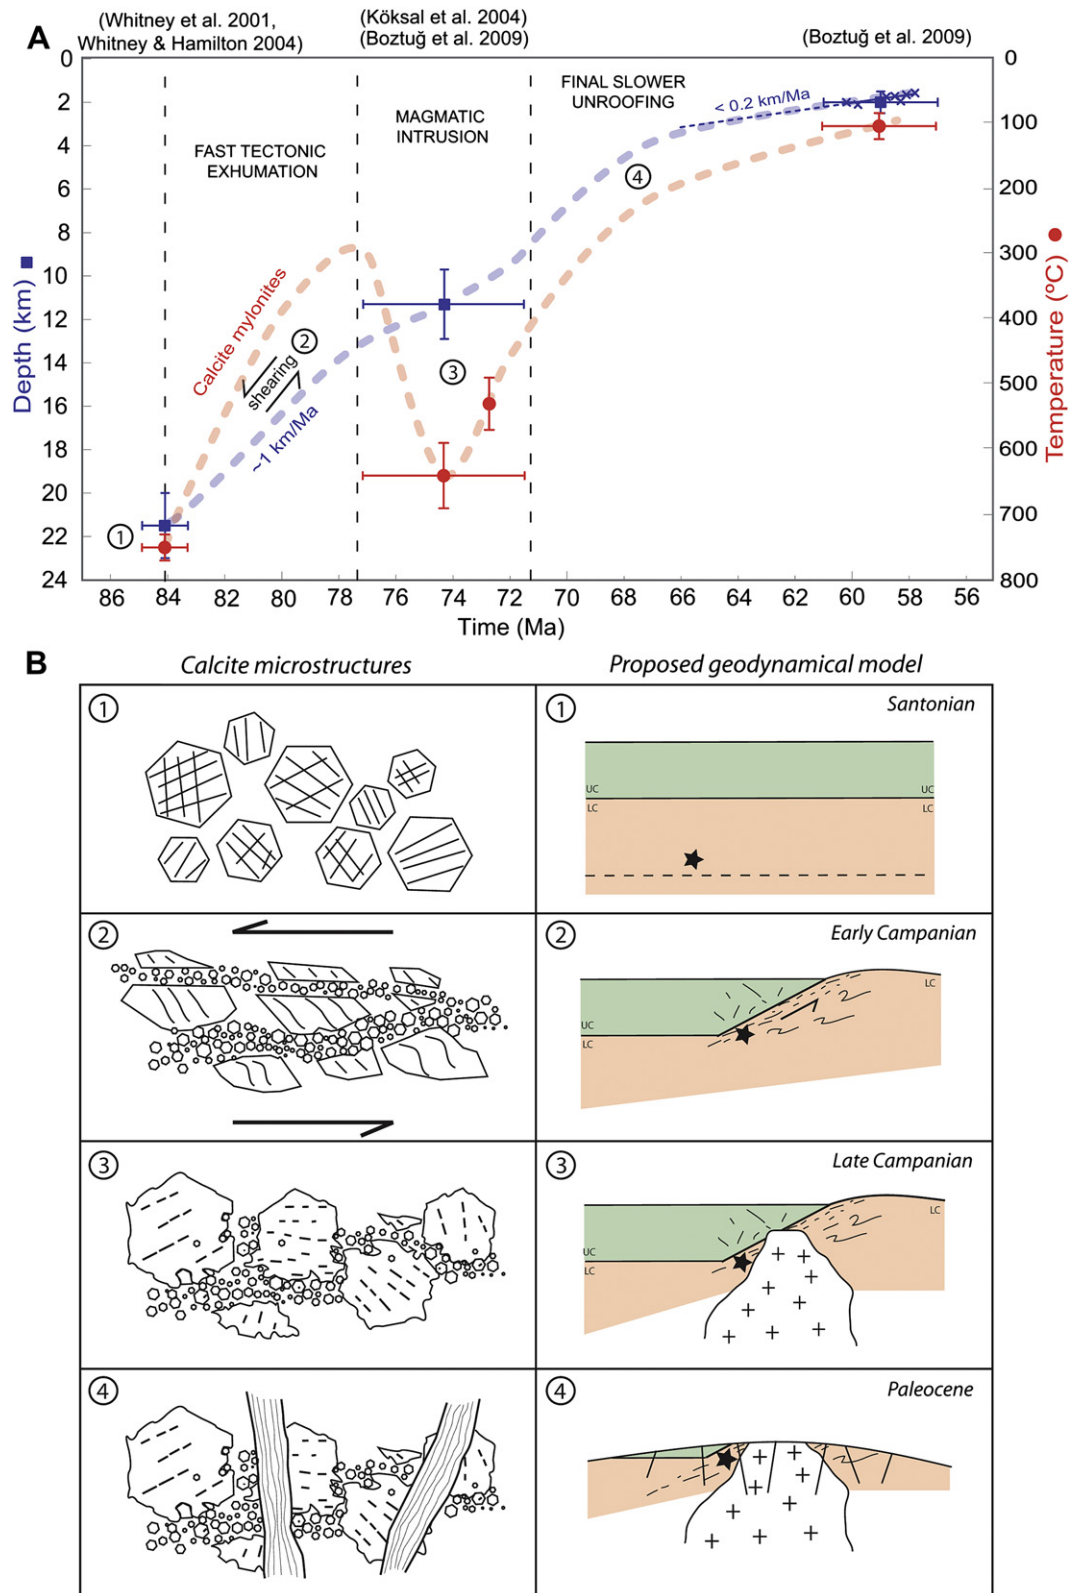 (Whitney et al. 2001,
Whitney & Hamilton 2004)
(Köksal et al. 2004)
(Boztuğ et al. 2009)
(Boztuğ et al. 2009)
A
0
2
4
6
8
10
12
14
16
18
20
22
24
Depth (km)
0
100
200
300
400
500
600
700
800
Temperature (ºC)
FAST TECTONIC
EXHUMATION
MAGMATIC
INTRUSION
FINAL SLOWER
UNROOFING
< 0.2 km/Ma
4
Calcite mylonites
2
shearing
~1 km/Ma
3
1
86 84 82 80 78 76 74 72 70 68 66 64 62 60 58 56
Time (Ma)
B
Calcite microstructures
Proposed geodynamical model
1
1
Santonian
UC
UC
LC
LC
2
2
Early Campanian
LC
UC
LC
3
3
Late Campanian
LC
UC
LC
4
4
Paleocene